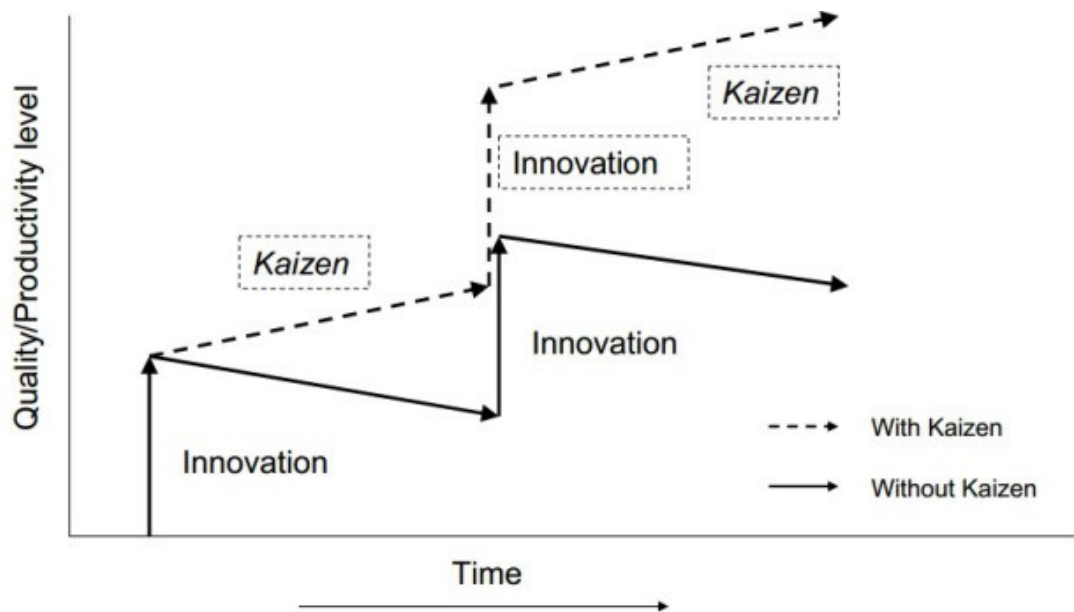 Quality/Productivity level
Kaizen
Innovation
Kaizen
Innovation
Innovation
With Kaizen
Without Kaizen
Time